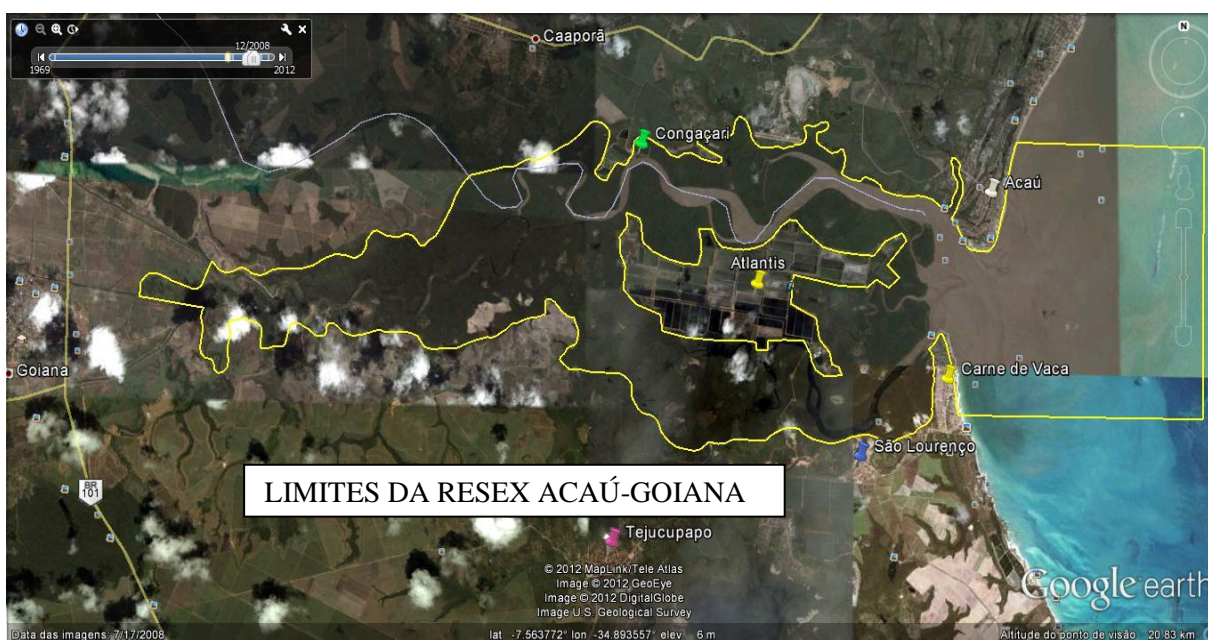 12/2008
1969
2012
N
Caaporã
Congaçari
Acaú
Atlantis
Goiana
Carne de Vaca
São Lourenço
BR
101
LIMITES DA RESEX ACAÚ-GOIANA
Tejucupapo
© 2012 MapLink/Tele Atlas
Image © 2012 GeoEye
Image © 2012 DigitalGlobe
Image U.S. Geological Survey
Google earth
Data das imagens: 7/17/2008
lat -7.563772° lon -34.893557° elev 6 m
Altitude do ponto de visão 20.83 km